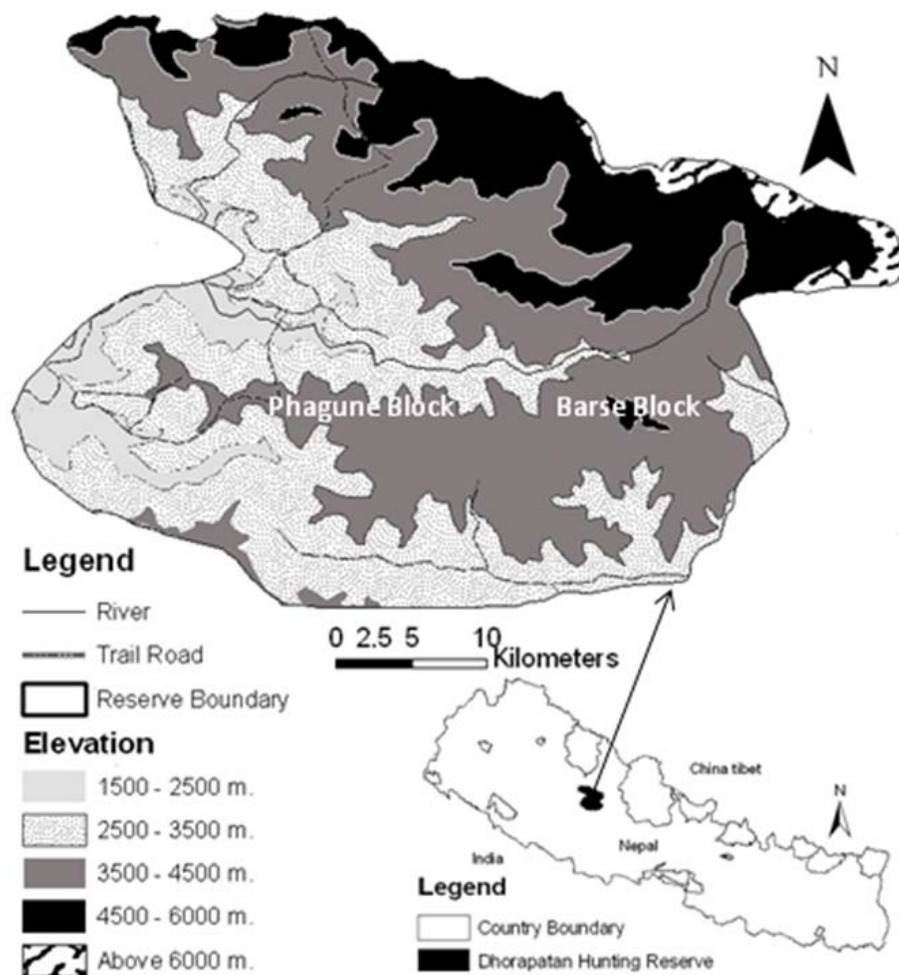 N
Phagune Block
Barse Block
Legend
River
Trail Road
Reserve Boundary
0 2.5 5 10
Kilometers
Elevation
1500 - 2500 m.
2500 - 3500 m.
3500 - 4500 m.
4500 - 6000 m.
Above 6000 m.
China tibet
N
Nepal
India
Legend
Country Boundary
Dhorapatan Hunting Reserve